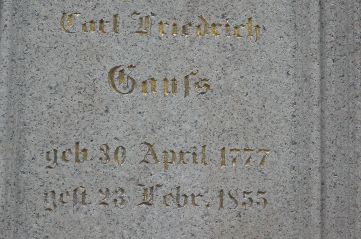 Carl Friedrich
Gauſs
geb 30 April 1777
geſt 23 Febr. 1855